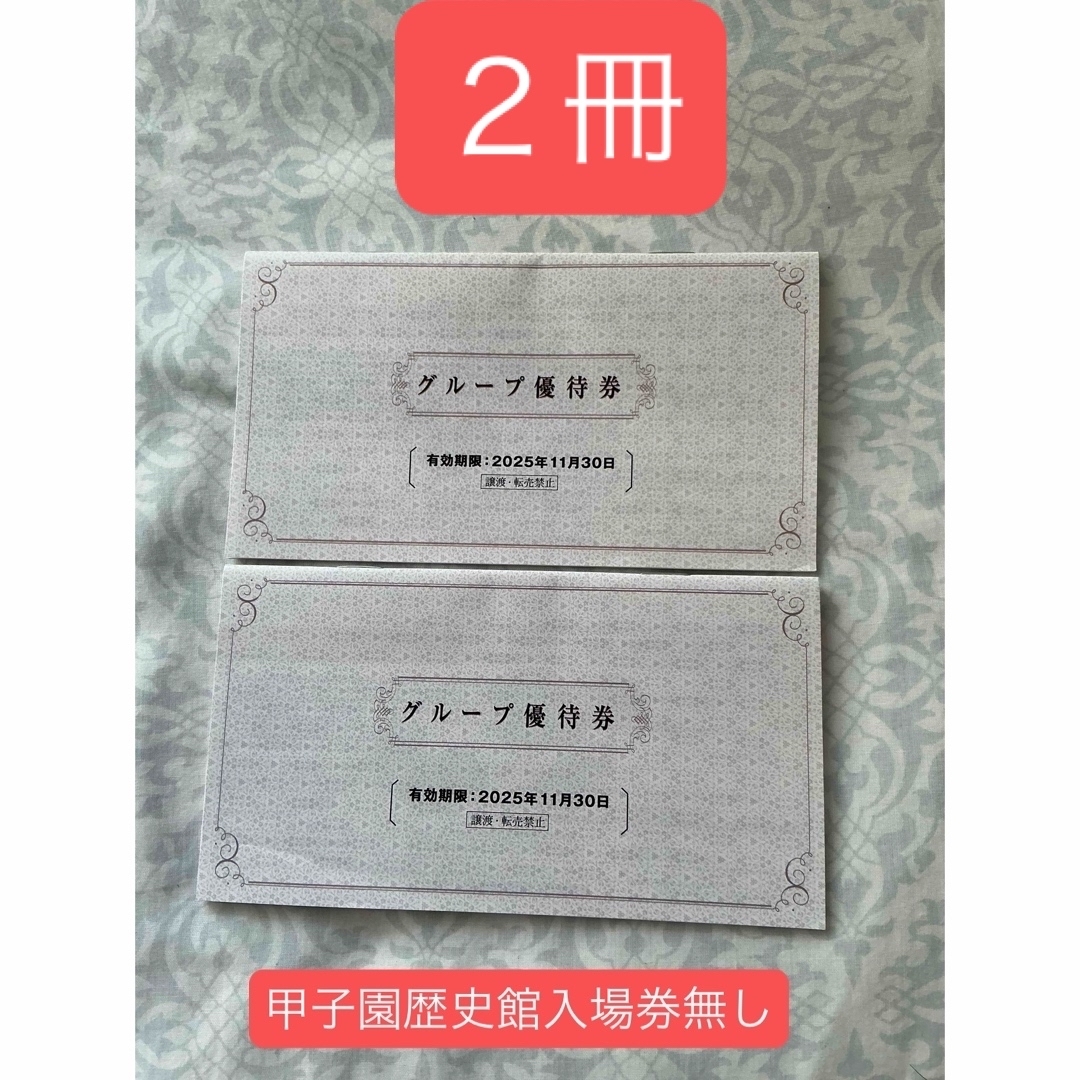 ２冊
グループ優待券
有効期限：2025年11月30日
譲渡・転売禁止
グループ優待券
有効期限：2025年11月30日
譲渡・転売禁止
甲子園歴史館入場券無し